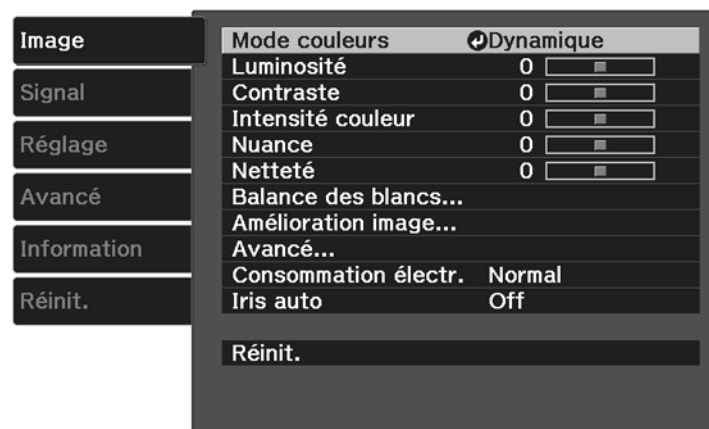 Image
Signal
Réglage
Avancé
Information
Réinit.
Mode couleurs Dynamique
Luminosité 0
Contraste 0
Intensité couleur 0
Nuance 0
Netteté 0
Balance des blancs...
Amélioration image...
Avancé...
Consommation électr. Normal
Iris auto Off
Réinit.